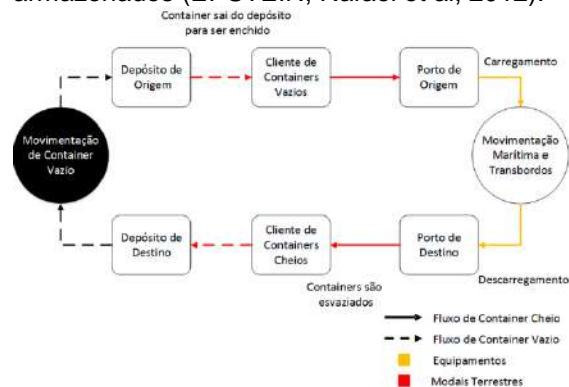 armazenados (EPSTEIN, Rafael et al, 2012).
Container sai do depósito
para ser enchido
Depósito de
Origem
Cliente de
Containers
Vazios
Porto de
Origem
Carregamento
Movimentação
de Container
Vazio
Movimentação
Marítima e
Transbordos
Depósito de
Destino
Cliente de
Containers
Cheios
Porto de
Destino
Descarregamento
Containers são
esvaziados
Fluxo de Container Cheio
Fluxo de Container Vazio
Equipamentos
Modais Terrestres